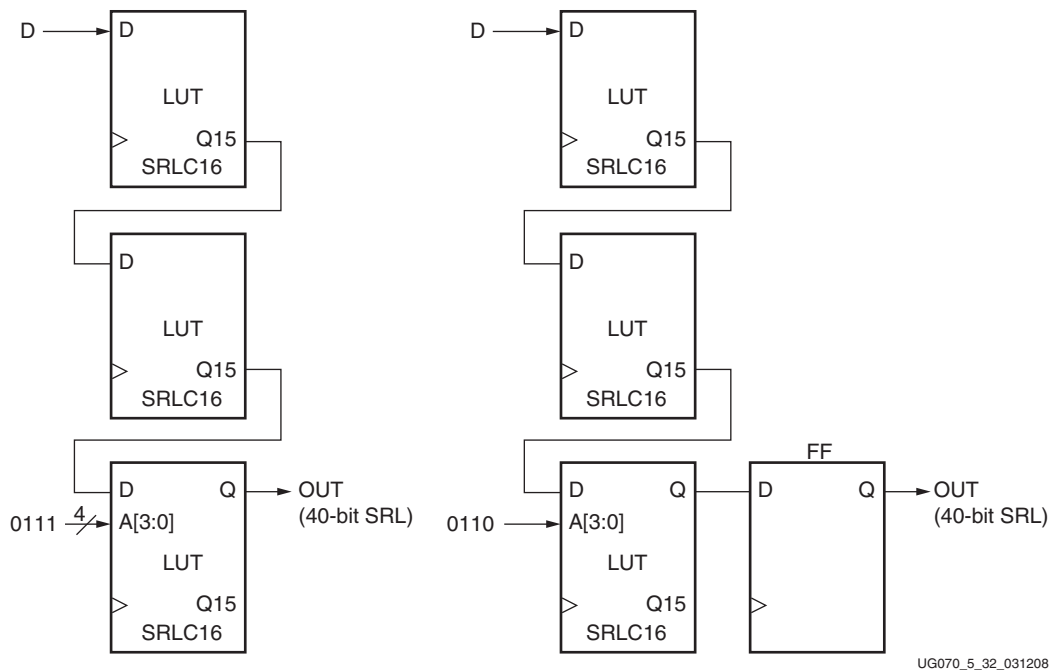 D
D
LUT
Q15
SRLC16
D
LUT
Q15
SRLC16
D
Q
OUT
(40-bit SRL)
0111
4
A[3:0]
LUT
Q15
SRLC16
D
D
LUT
Q15
SRLC16
D
LUT
Q15
SRLC16
D
Q
0110
A[3:0]
LUT
Q15
SRLC16
FF
D
Q
OUT
(40-bit SRL)
UG070_5_32_031208